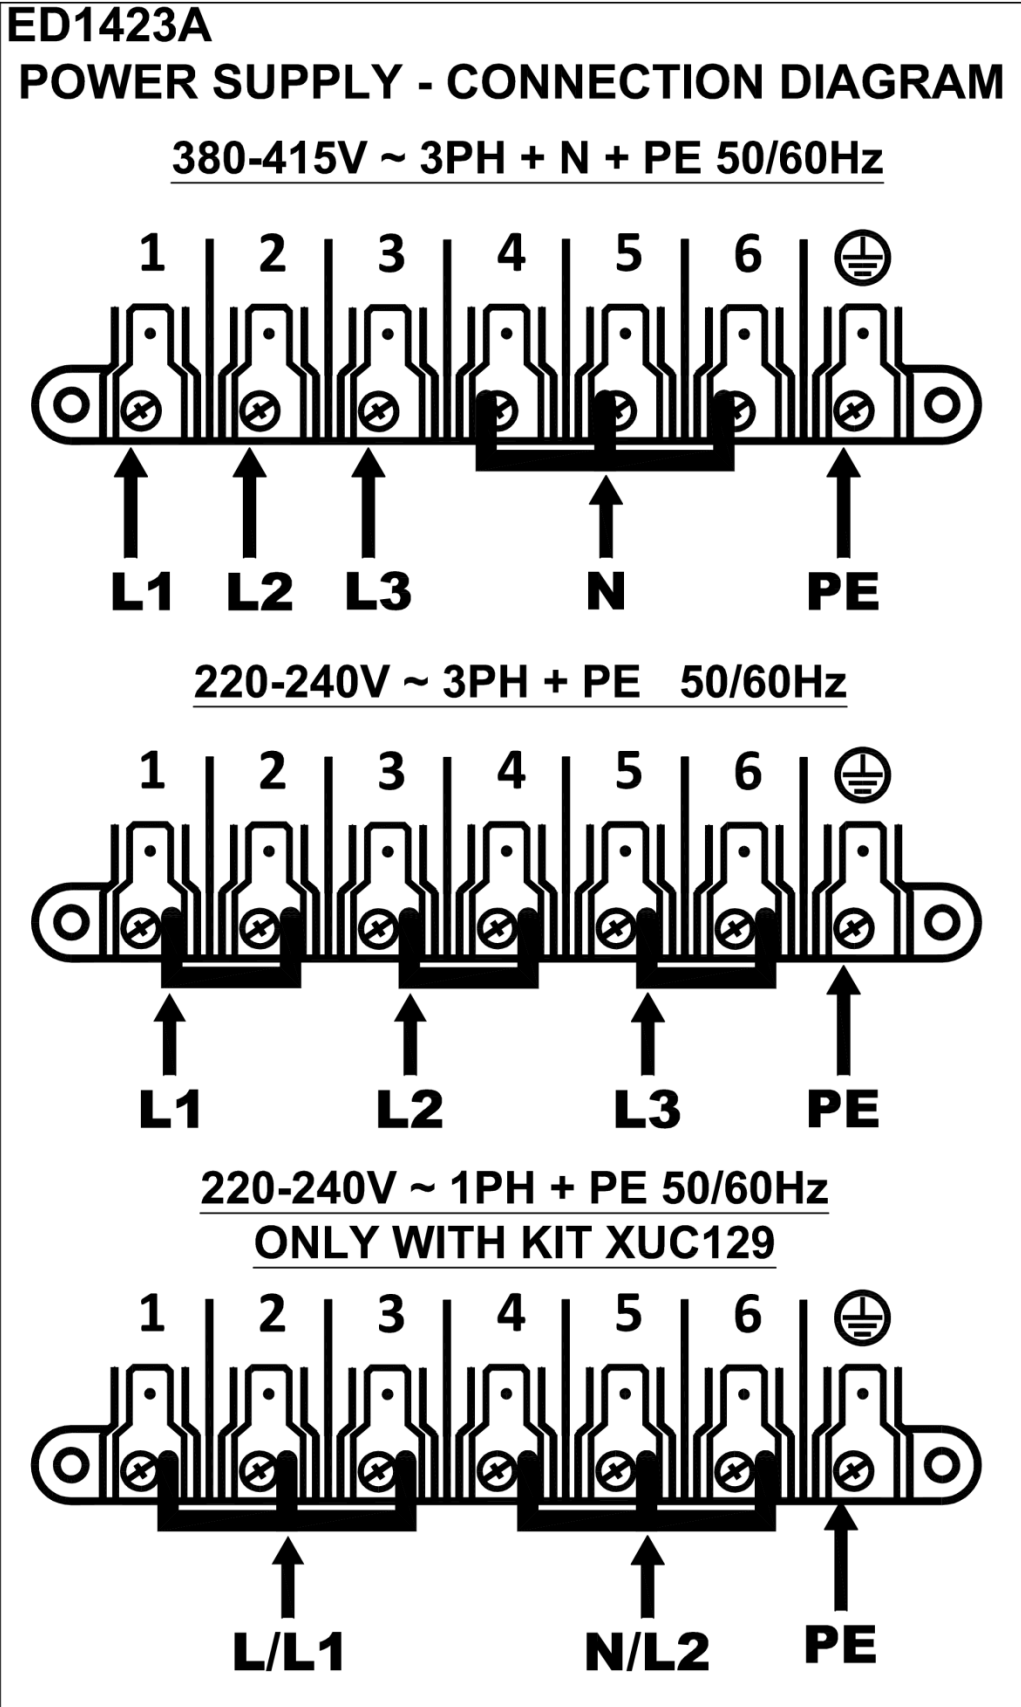 ED1423A
POWER SUPPLY - CONNECTION DIAGRAM
380-415V ~ 3PH + N + PE 50/60Hz
1 2 3 4 5 6
L1 L2 L3 N PE
220-240V ~ 3PH + PE 50/60Hz
1 2 3 4 5 6
L1 L2 L3 PE
220-240V ~ 1PH + PE 50/60Hz
ONLY WITH KIT XUC129
1 2 3 4 5 6
L/L1 N/L2 PE